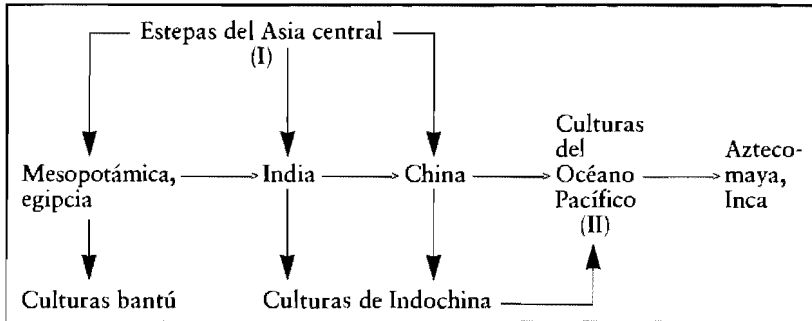 Estepas del Asia central
(I)
Mesopotámica,
egipcia
India
China
Culturas
del
Océano
Pacífico
(II)
Azteco-
maya,
Inca
Culturas bantú
Culturas de Indochina